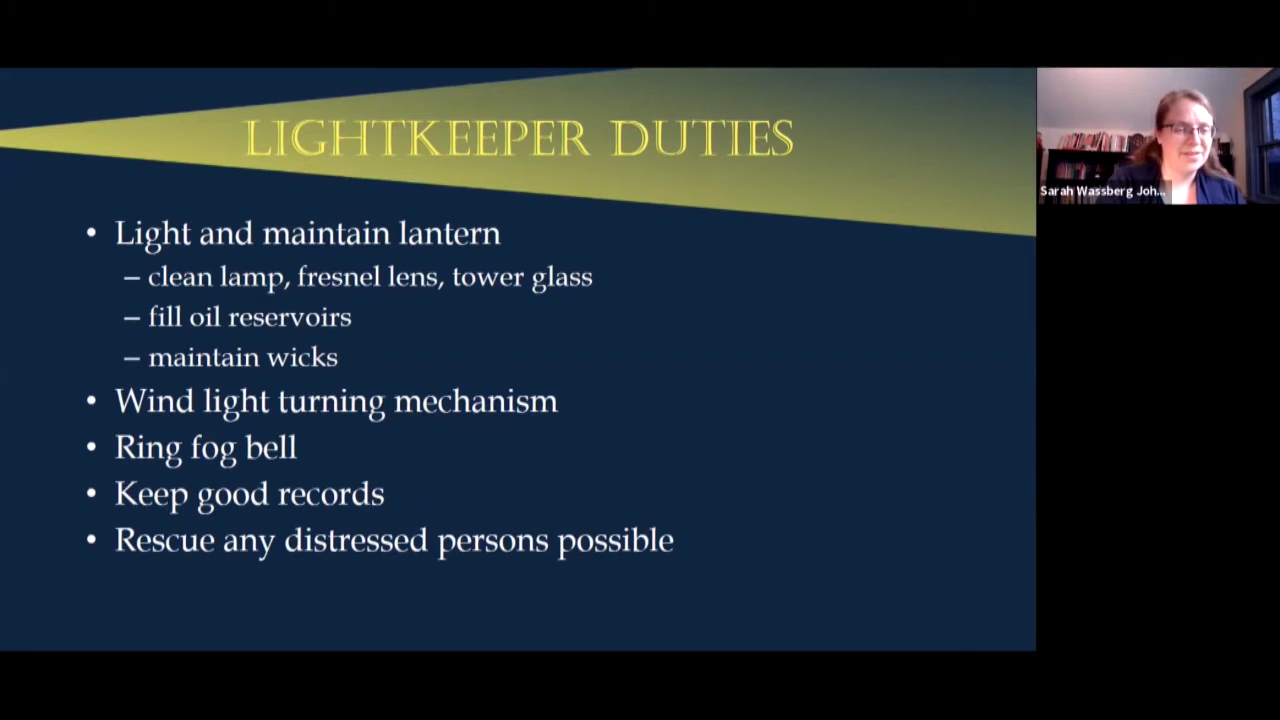 LIGHTKEEPER DUTIES
• Light and maintain lantern
– clean lamp, fresnel lens, tower glass
– fill oil reservoirs
– maintain wicks
• Wind light turning mechanism
• Ring fog bell
• Keep good records
• Rescue any distressed persons possible
Sarah Wassberg Joh...